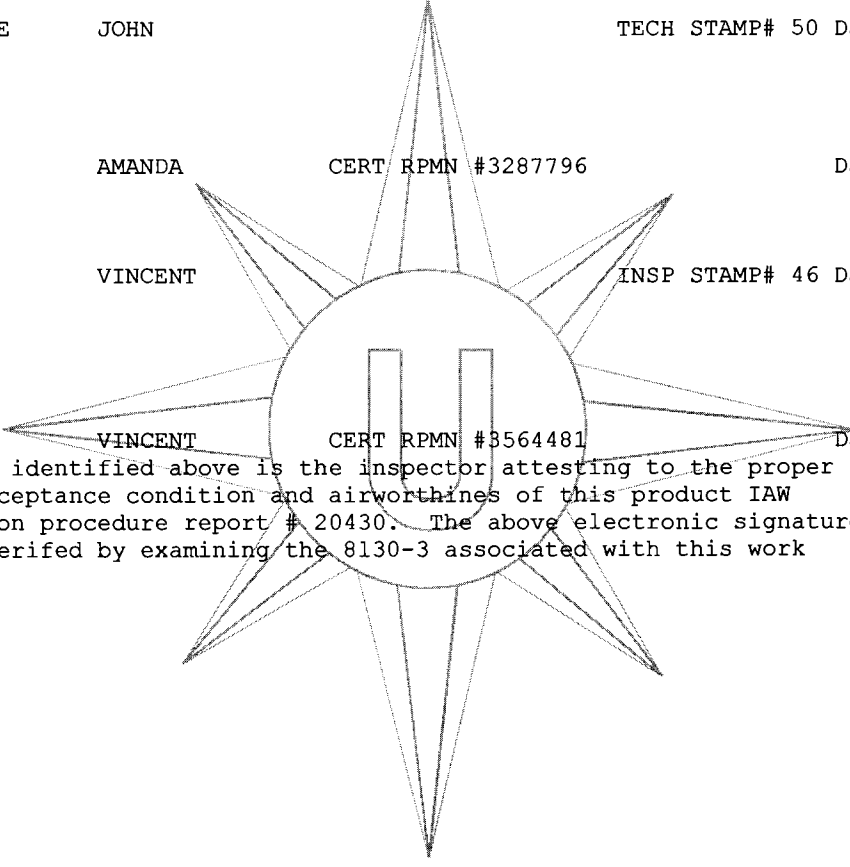 E JOHN TECH STAMP# 50 D
AMANDA CERT RPMN #3287796 D
VINCENT INSP STAMP# 46 D
VINCENT CERT RPMN #3564481 D
identified above is the inspector attesting to the proper
ceptance condition and airworthines of this product IAW
on procedure report # 20430. The above electronic signature
erifed by examining the 8130-3 associated with this work
U